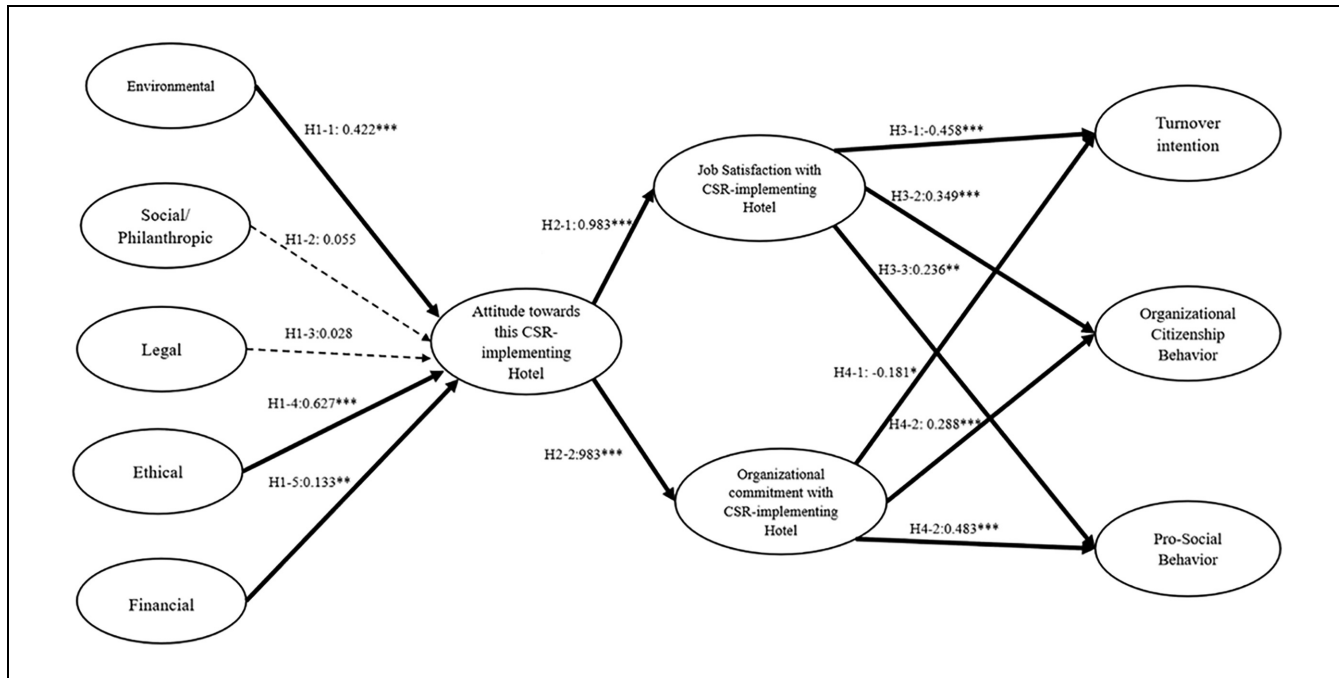 Environmental
H1-1: 0.422***
Social/
Philanthropic
H1-2: 0.055
Legal
H1-3:0.028
Ethical
H1-4:0.627***
Financial
H1-5:0.133**
Attitude towards
this CSR-
implementing
Hotel
H2-1:0.983***
H2-2:983***
Job Satisfaction with
CSR-implementing
Hotel
Organizational
commitment with
CSR-implementing
Hotel
H3-1:-0.458***
H3-2:0.349***
H3-3:0.236**
H4-1: -0.181*
H4-2: 0.288***
H4-2:0.483***
Turnover
intention
Organizational
Citizenship
Behavior
Pro-Social
Behavior